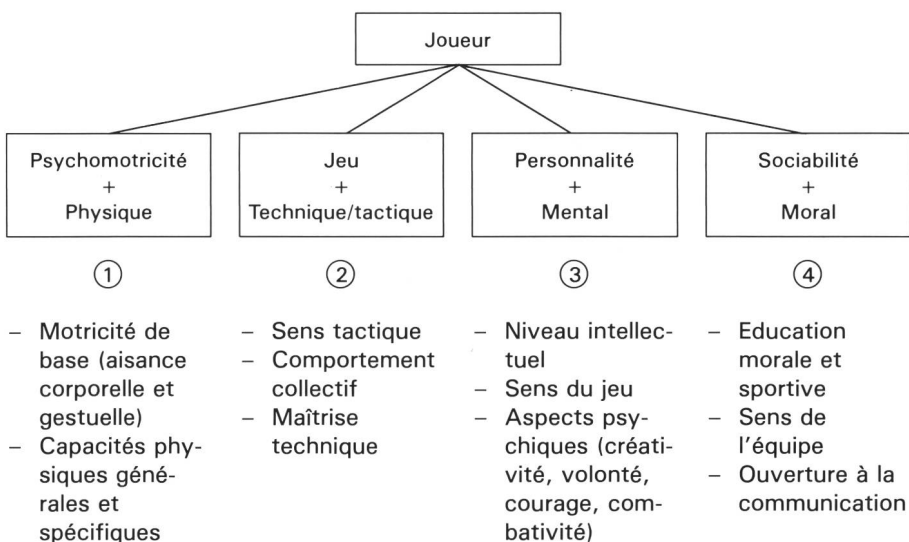 Joueur
Psychomotricité
+
Physique
Jeu
+
Technique/tactique
Personnalité
+
Mental
Sociabilité
+
Moral
1
2
3
4
– Motricité de
base (aisance
corporelle et
gestuelle)
– Capacités phy-
siques géné-
rales et
spécifiques
– Sens tactique
– Comportement
collectif
– Maîtrise
technique
– Niveau intellec-
tuel
– Sens du jeu
– Aspects psy-
chiques (créati-
vité, volonté,
courage, com-
bativité)
– Education
morale et
sportive
– Sens de
l'équipe
– Ouverture à la
communication